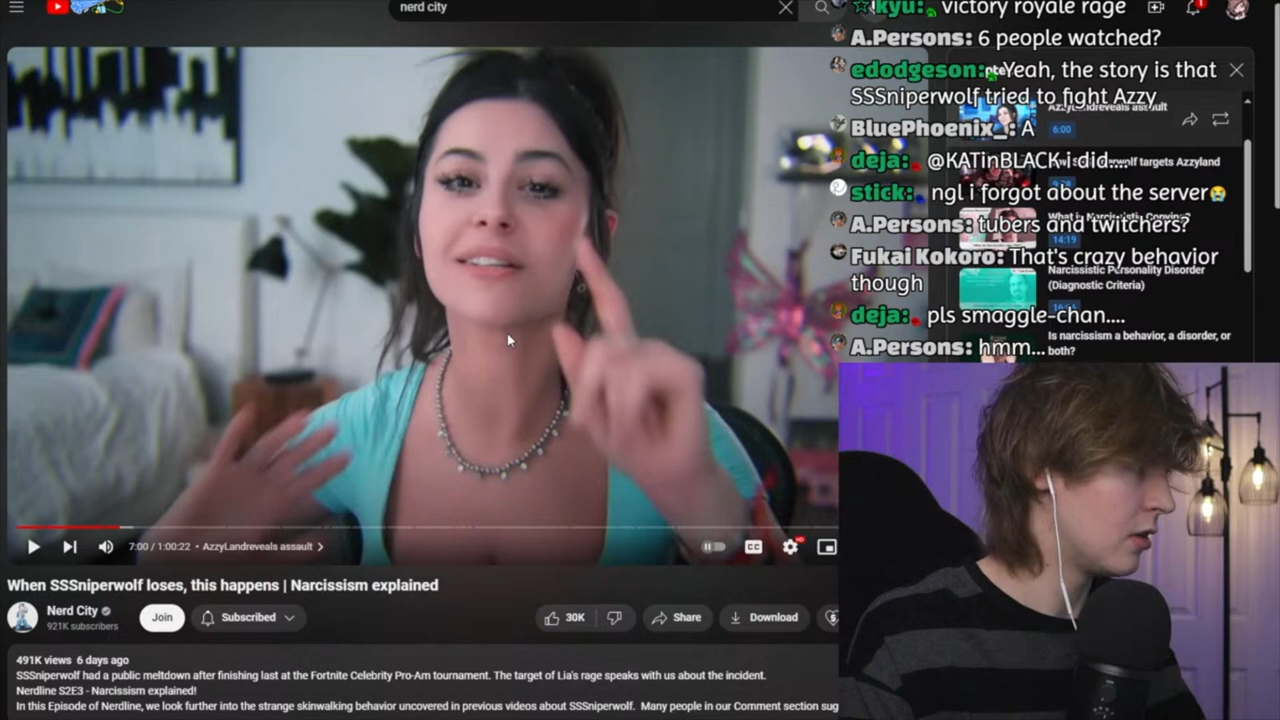 nerd city
kyu: victory royale rage
A.Persons: 6 people watched?
edodgeson: Yeah, the story is that
SSSniperwolf tried to fight Azzy
BluePhoenix_: A
deja: @KATinBLACK i did....
stick: ngl i forgot about the server😭
A.Persons: tubers and twitchers?
Fukai Kokoro: That's crazy behavior
though
deja: pls smaggle-chan....
A.Persons: hmm...
assault
6:00
targets Azzyland
14:19
Narcissistic Personality Disorder
(Diagnostic Criteria)
Is narcissism a behavior, a disorder, or
both?
7:00 / 1:00:22 • AzzyLandreveals assault
CC
When SSSniperwolf loses, this happens | Narcissism explained
Nerd City
921K subscribers
Join
Subscribed
30K
Share
Download
491K views 6 days ago
SSSniperwolf had a public meltdown after finishing last at the Fortnite Celebrity Pro-Am tournament. The target of Lia's rage speaks with us about the incident.
Nerdline S2E3 - Narcissism explained!
In this Episode of Nerdline, we look further into the strange skinwalking behavior uncovered in previous videos about SSSniperwolf. Many people in our Comment section sug